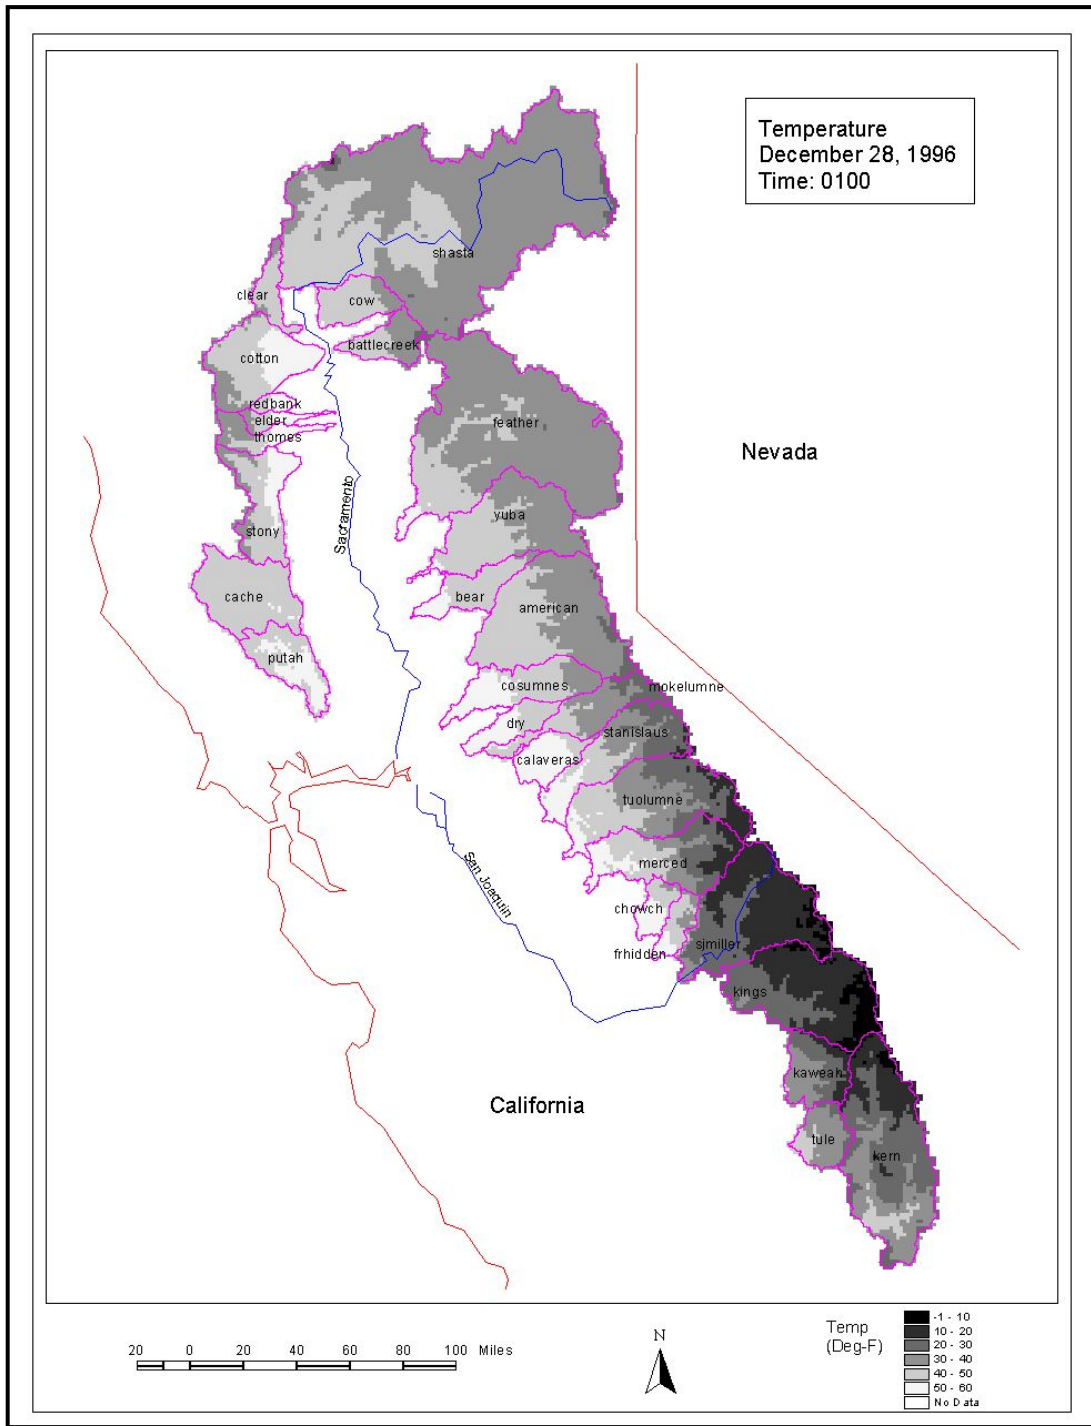 Temperature
December 28, 1996
Time: 0100
shasta
clear
cow
battlecreek
cotton
redbank
elder
thomes
feather
Nevada
Sacramento
yuba
stony
cache
bear
american
putah
cosumnes
mokelumne
dry
stanislaus
calaveras
tuolumne
San Joaquin
merced
chowch
sjmiller
frhidden
kings
kaweah
California
tule
kern
20 0 20 40 60 80 100 Miles
N
Temp
(Deg-F)
-1 - 10
10 - 20
20 - 30
30 - 40
40 - 50
50 - 60
No Data